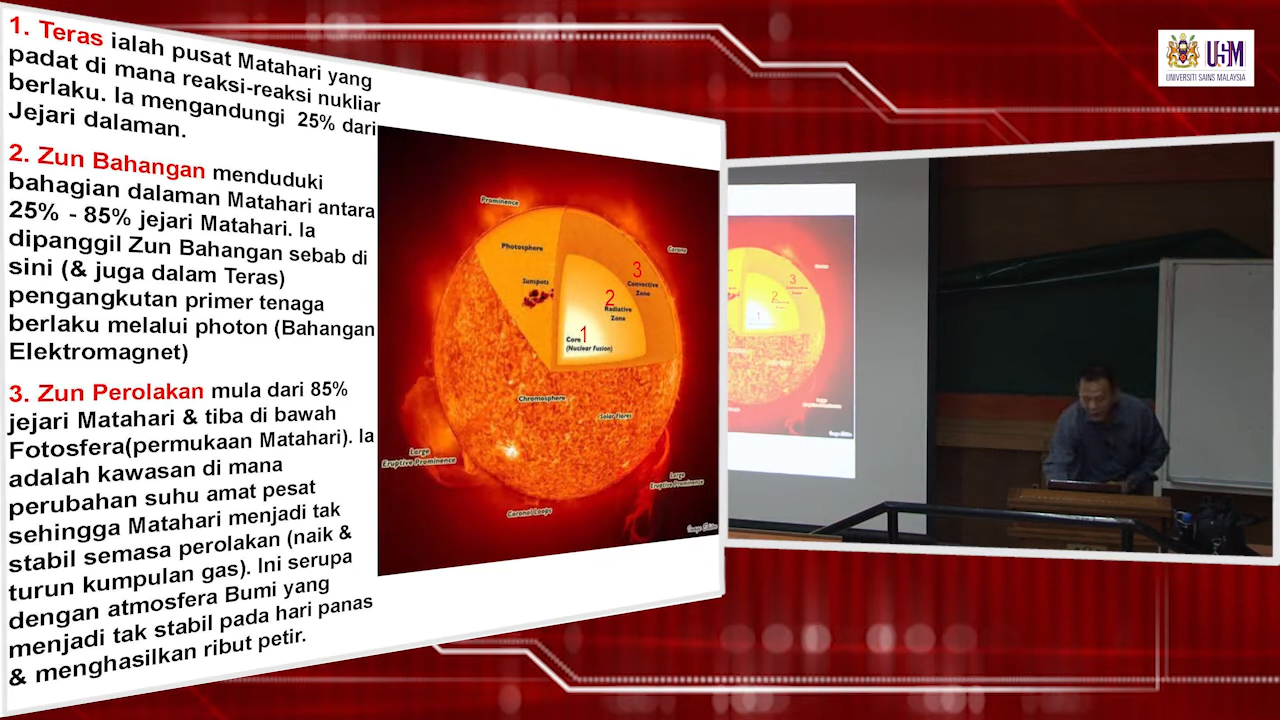 1. Teras ialah pusat Matahari yang
padat di mana reaksi-reaksi nukliar
berlaku. Ia mengandungi 25% dari
Jejari dalaman.
2. Zun Bahangan menduduki
bahagian dalaman Matahari antara
25% - 85% jejari Matahari. Ia
dipanggil Zun Bahangan sebab di
sini (& juga dalam Teras)
pengangkutan primer tenaga
berlaku melalui photon (Bahangan
Elektromagnet)
3. Zun Perolakan mula dari 85%
jejari Matahari & tiba di bawah
Fotosfera(permukaan Matahari). Ia
adalah kawasan di mana
perubahan suhu amat pesat
sehingga Matahari menjadi tak
stabil semasa perolakan (naik &
turun kumpulan gas). Ini serupa
dengan atmosfera Bumi yang
menjadi tak stabil pada hari panas
& menghasilkan ribut petir.
Prominence
Photosphere
Corona
Sunspots
3
Convective
Zone
2
Radiative
Zone
1
Core
(Nuclear Fusion)
Chromosphere
Solar Flares
Large
Eruptive Prominence
Large
Eruptive Prominence
Coronal Loops
USM
UNIVERSITI SAINS MALAYSIA
3
2
1